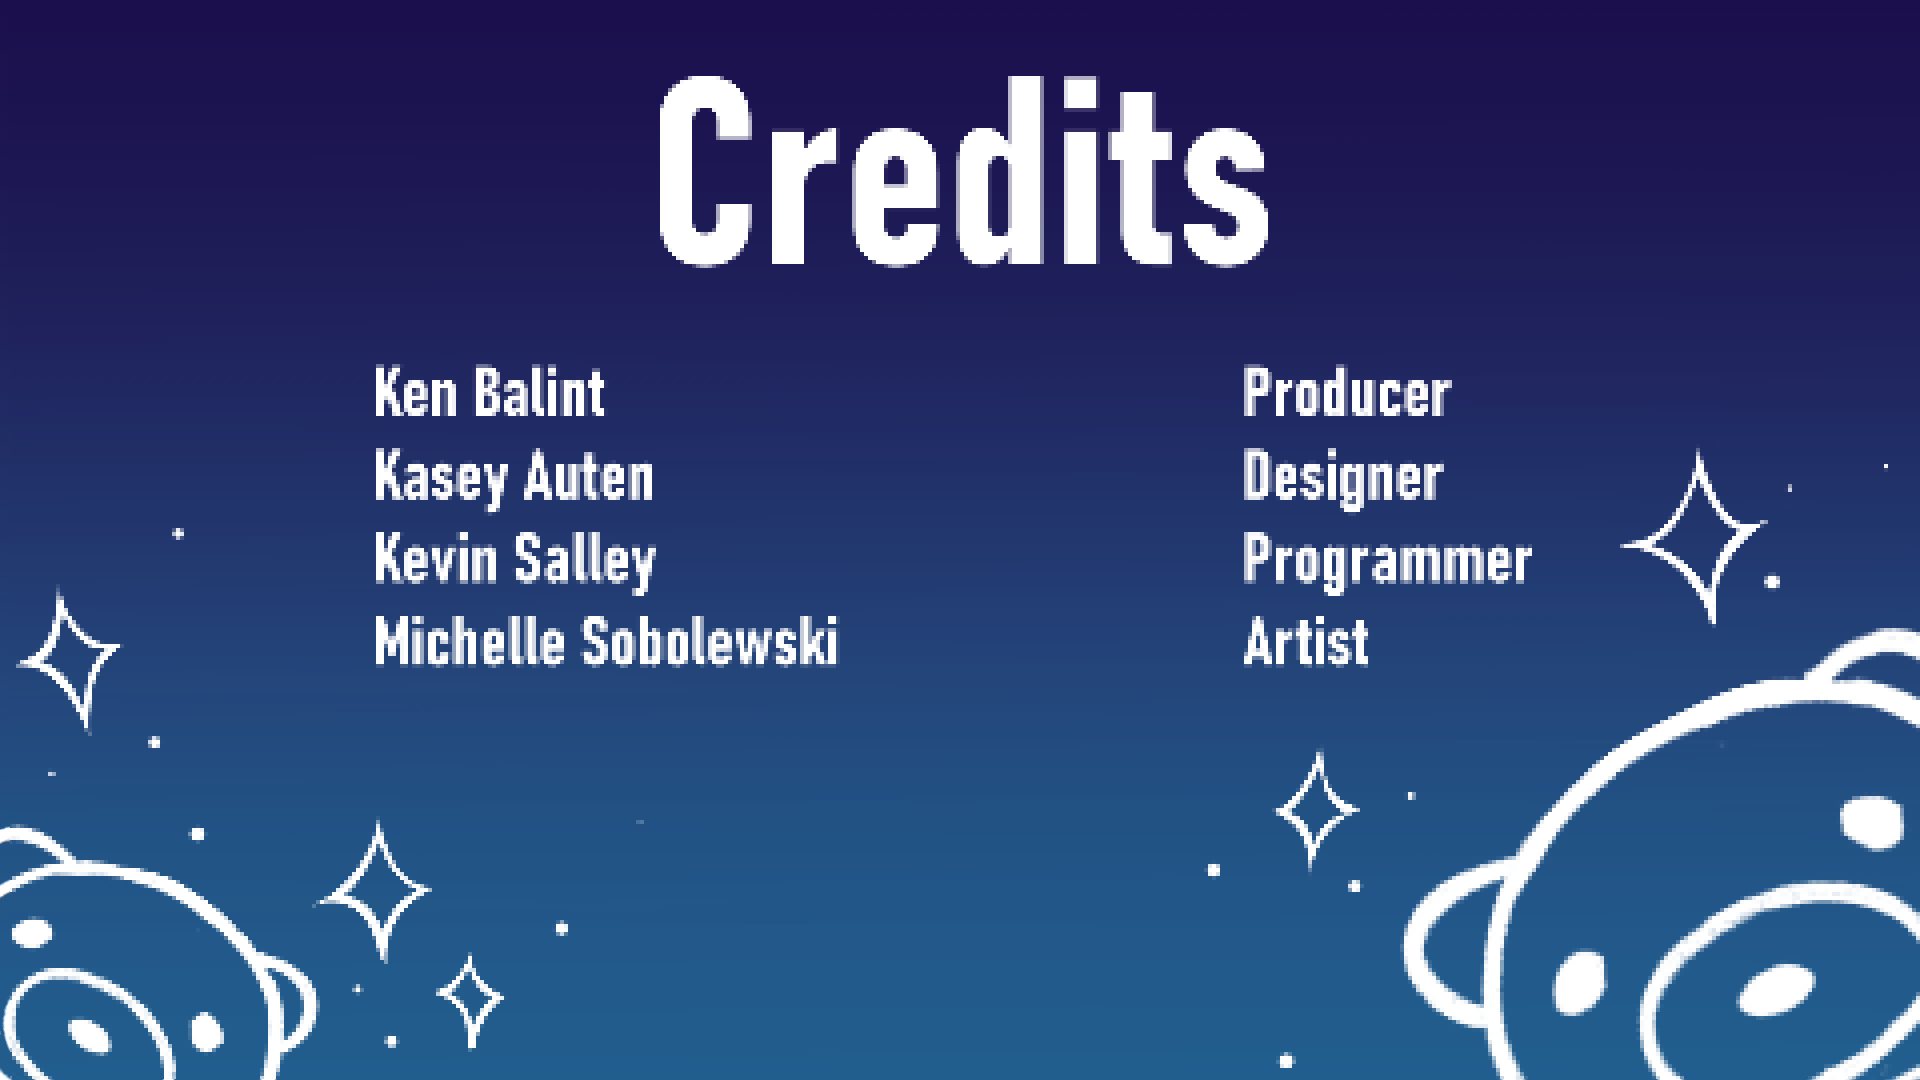 Credits
Ken Balint Producer
Kasey Auten Designer
Kevin Salley Programmer
Michelle Sobolewski Artist